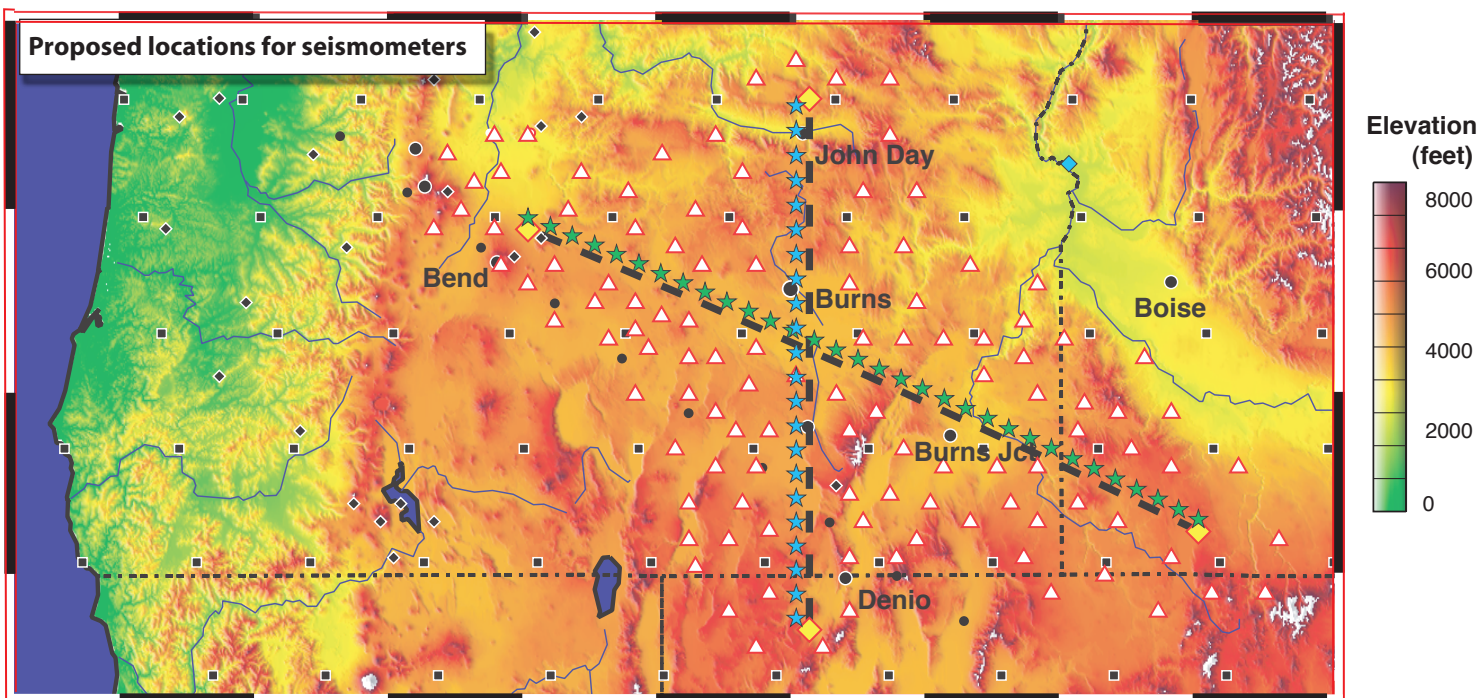 Proposed locations for seismometers
Elevation
(feet)
John Day
8000
6000
Bend
Burns
Boise
4000
2000
Burns Jct
0
Denio